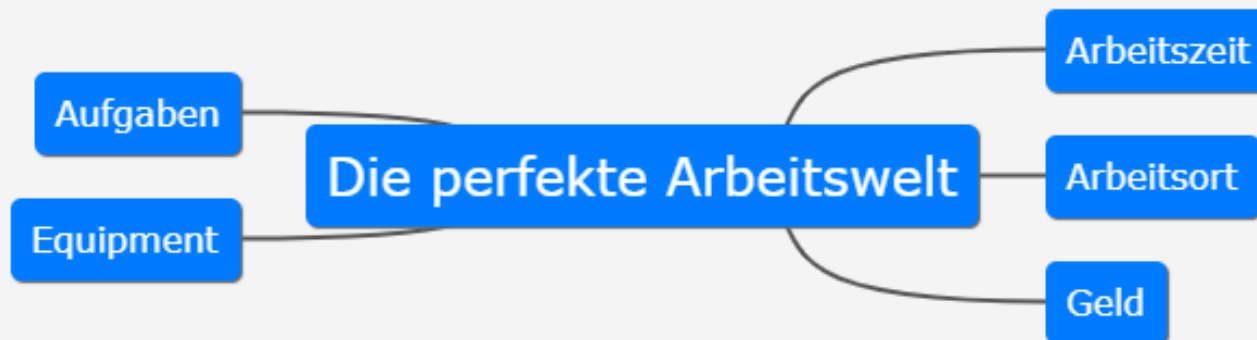 Arbeitszeit
Aufgaben
Die perfekte Arbeitswelt
Arbeitsort
Equipment
Geld